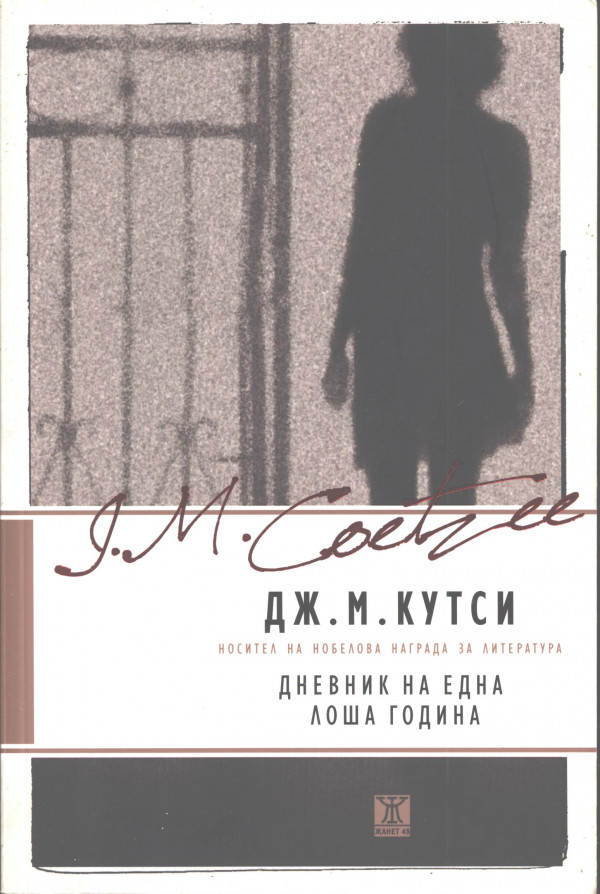 J.M. Coetzee
ДЖ. М. КУТСИ
НОСИТЕЛ НА НОБЕЛОВА НАГРАДА ЗА ЛИТЕРАТУРА
ДНЕВНИК НА ЕДНА
ЛОША ГОДИНА
Ж
ЖАНЕТ 45